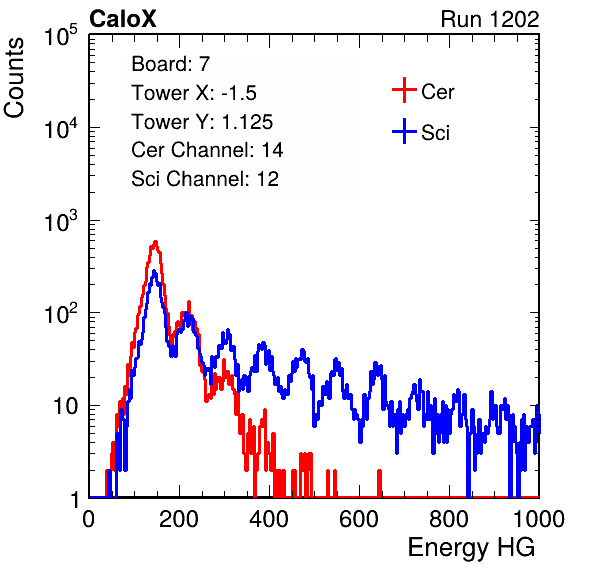 CaloX Run 1202
Board: 7
Tower X: -1.5
Tower Y: 1.125
Cer Channel: 14
Sci Channel: 12
Cer
Sci
Counts
10^5
10^4
10^3
10^2
10
1
0 200 400 600 800 1000
Energy HG